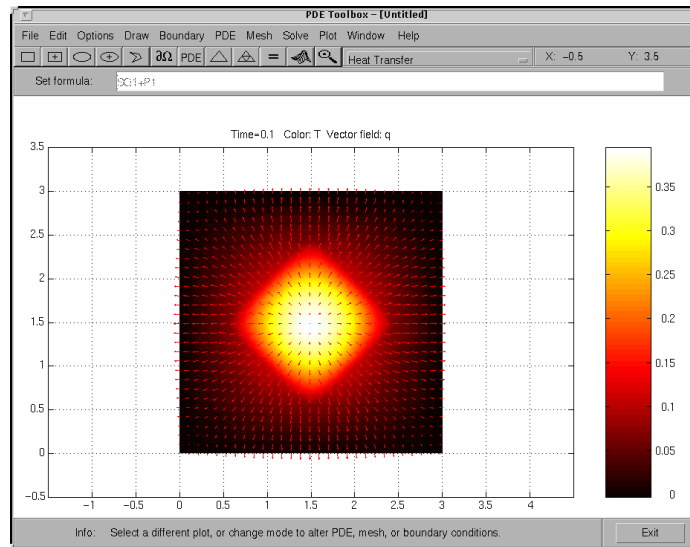 PDE Toolbox - [Untitled]
File Edit Options Draw Boundary PDE Mesh Solve Plot Window Help
∂Ω PDE = Heat Transfer X: -0.5 Y: 3.5
Set formula: SQ1+P1
Time=0.1 Color: T Vector field: q
3.5
3
2.5
2
1.5
1
0.5
0
-0.5
-1 -0.5 0 0.5 1 1.5 2 2.5 3 3.5 4
0.35
0.3
0.25
0.2
0.15
0.1
0.05
0
Info: Select a different plot, or change mode to alter PDE, mesh, or boundary conditions.
Exit